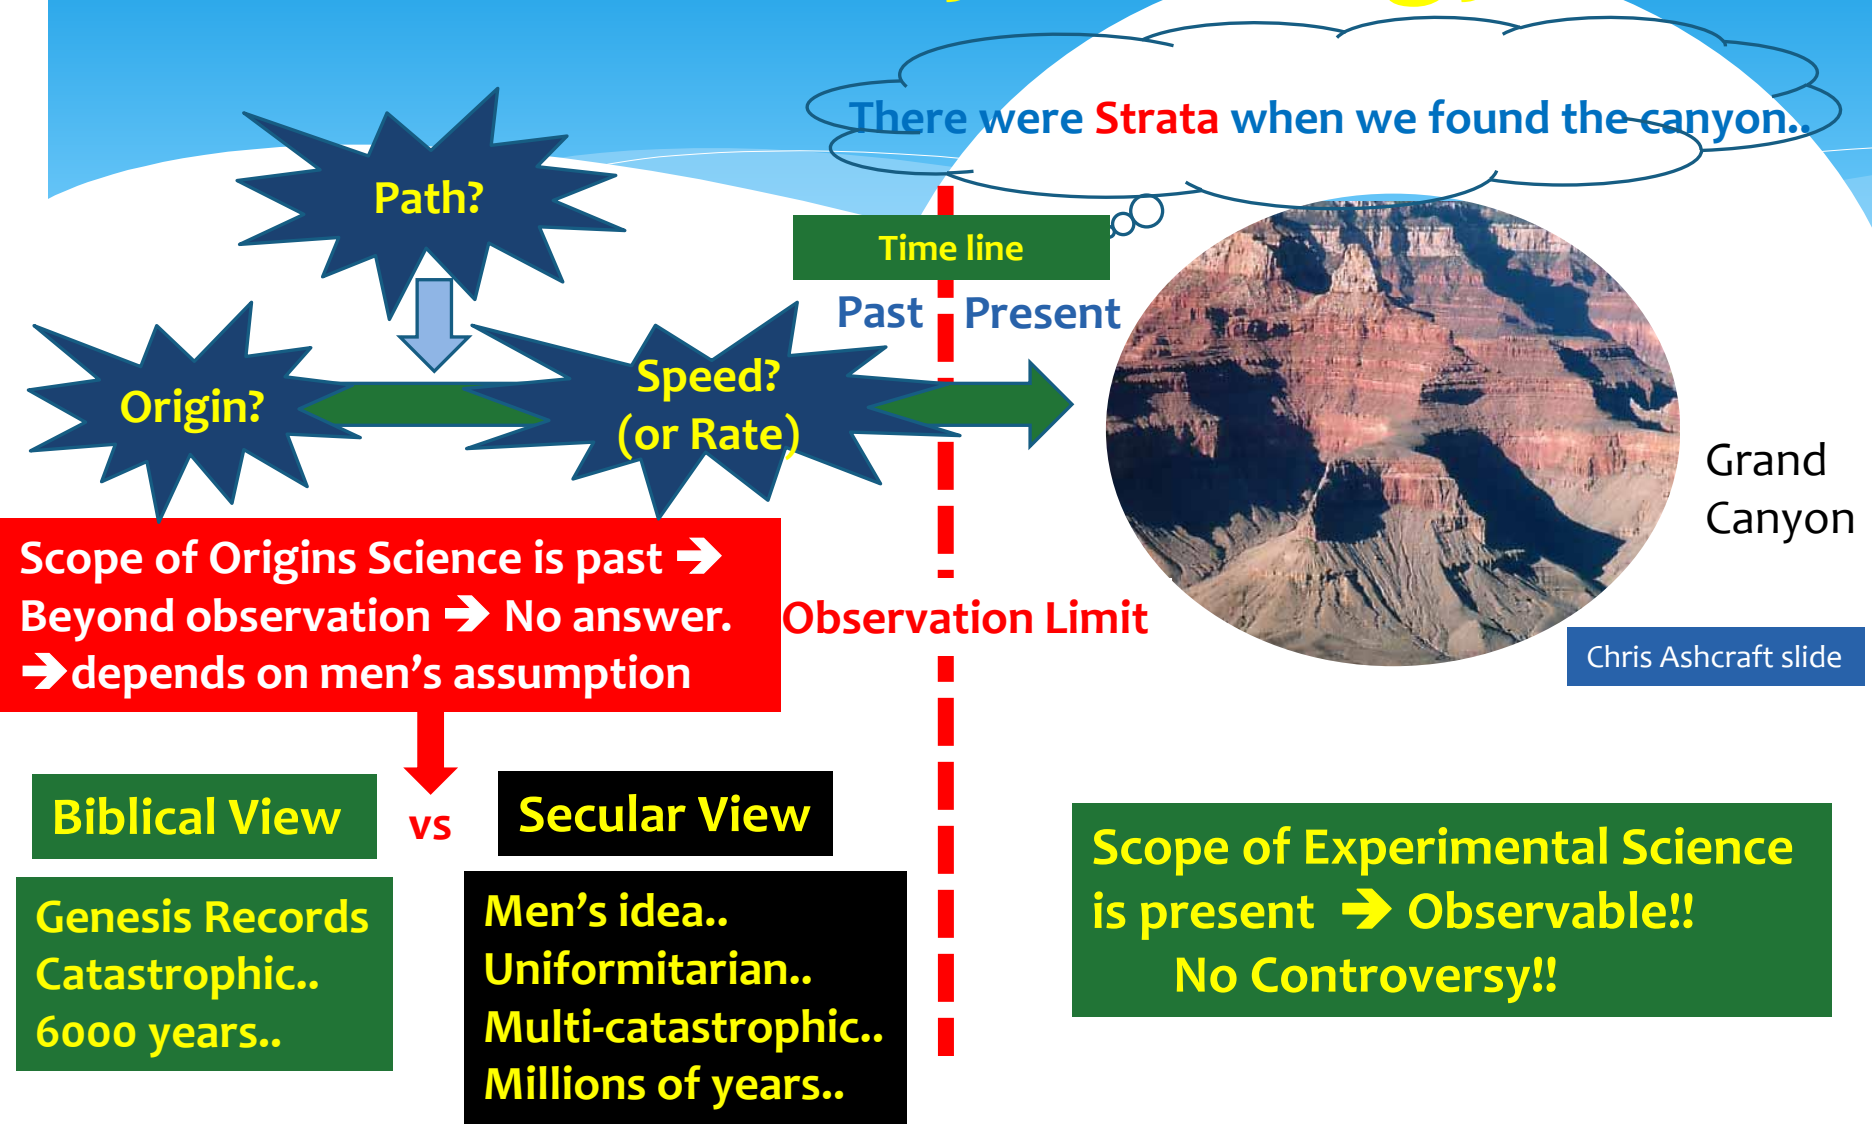 There were Strata when we found the canyon..
Path?
Time line
Past
Present
Origin?
Speed?
(or Rate)
Grand
Canyon
Scope of Origins Science is past ➔
Beyond observation ➔ No answer.
➔depends on men’s assumption
Observation Limit
Chris Ashcraft slide
Biblical View
vs
Secular View
Genesis Records
Catastrophic..
6000 years..
Men’s idea..
Uniformitarian..
Multi-catastrophic..
Millions of years..
Scope of Experimental Science
is present ➔ Observable!!
No Controversy!!